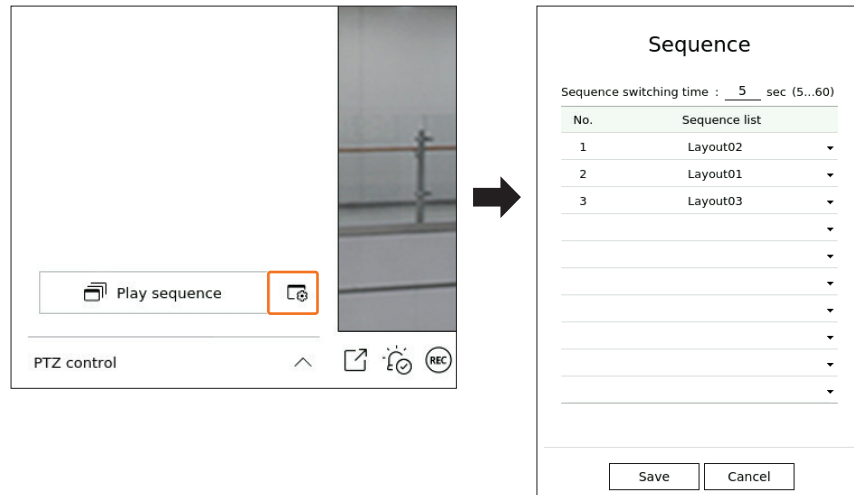 Play sequence
PTZ control
REC
Sequence
Sequence switching time : 5 sec (5...60)
No. Sequence list
1 Layout02
2 Layout01
3 Layout03
Save Cancel